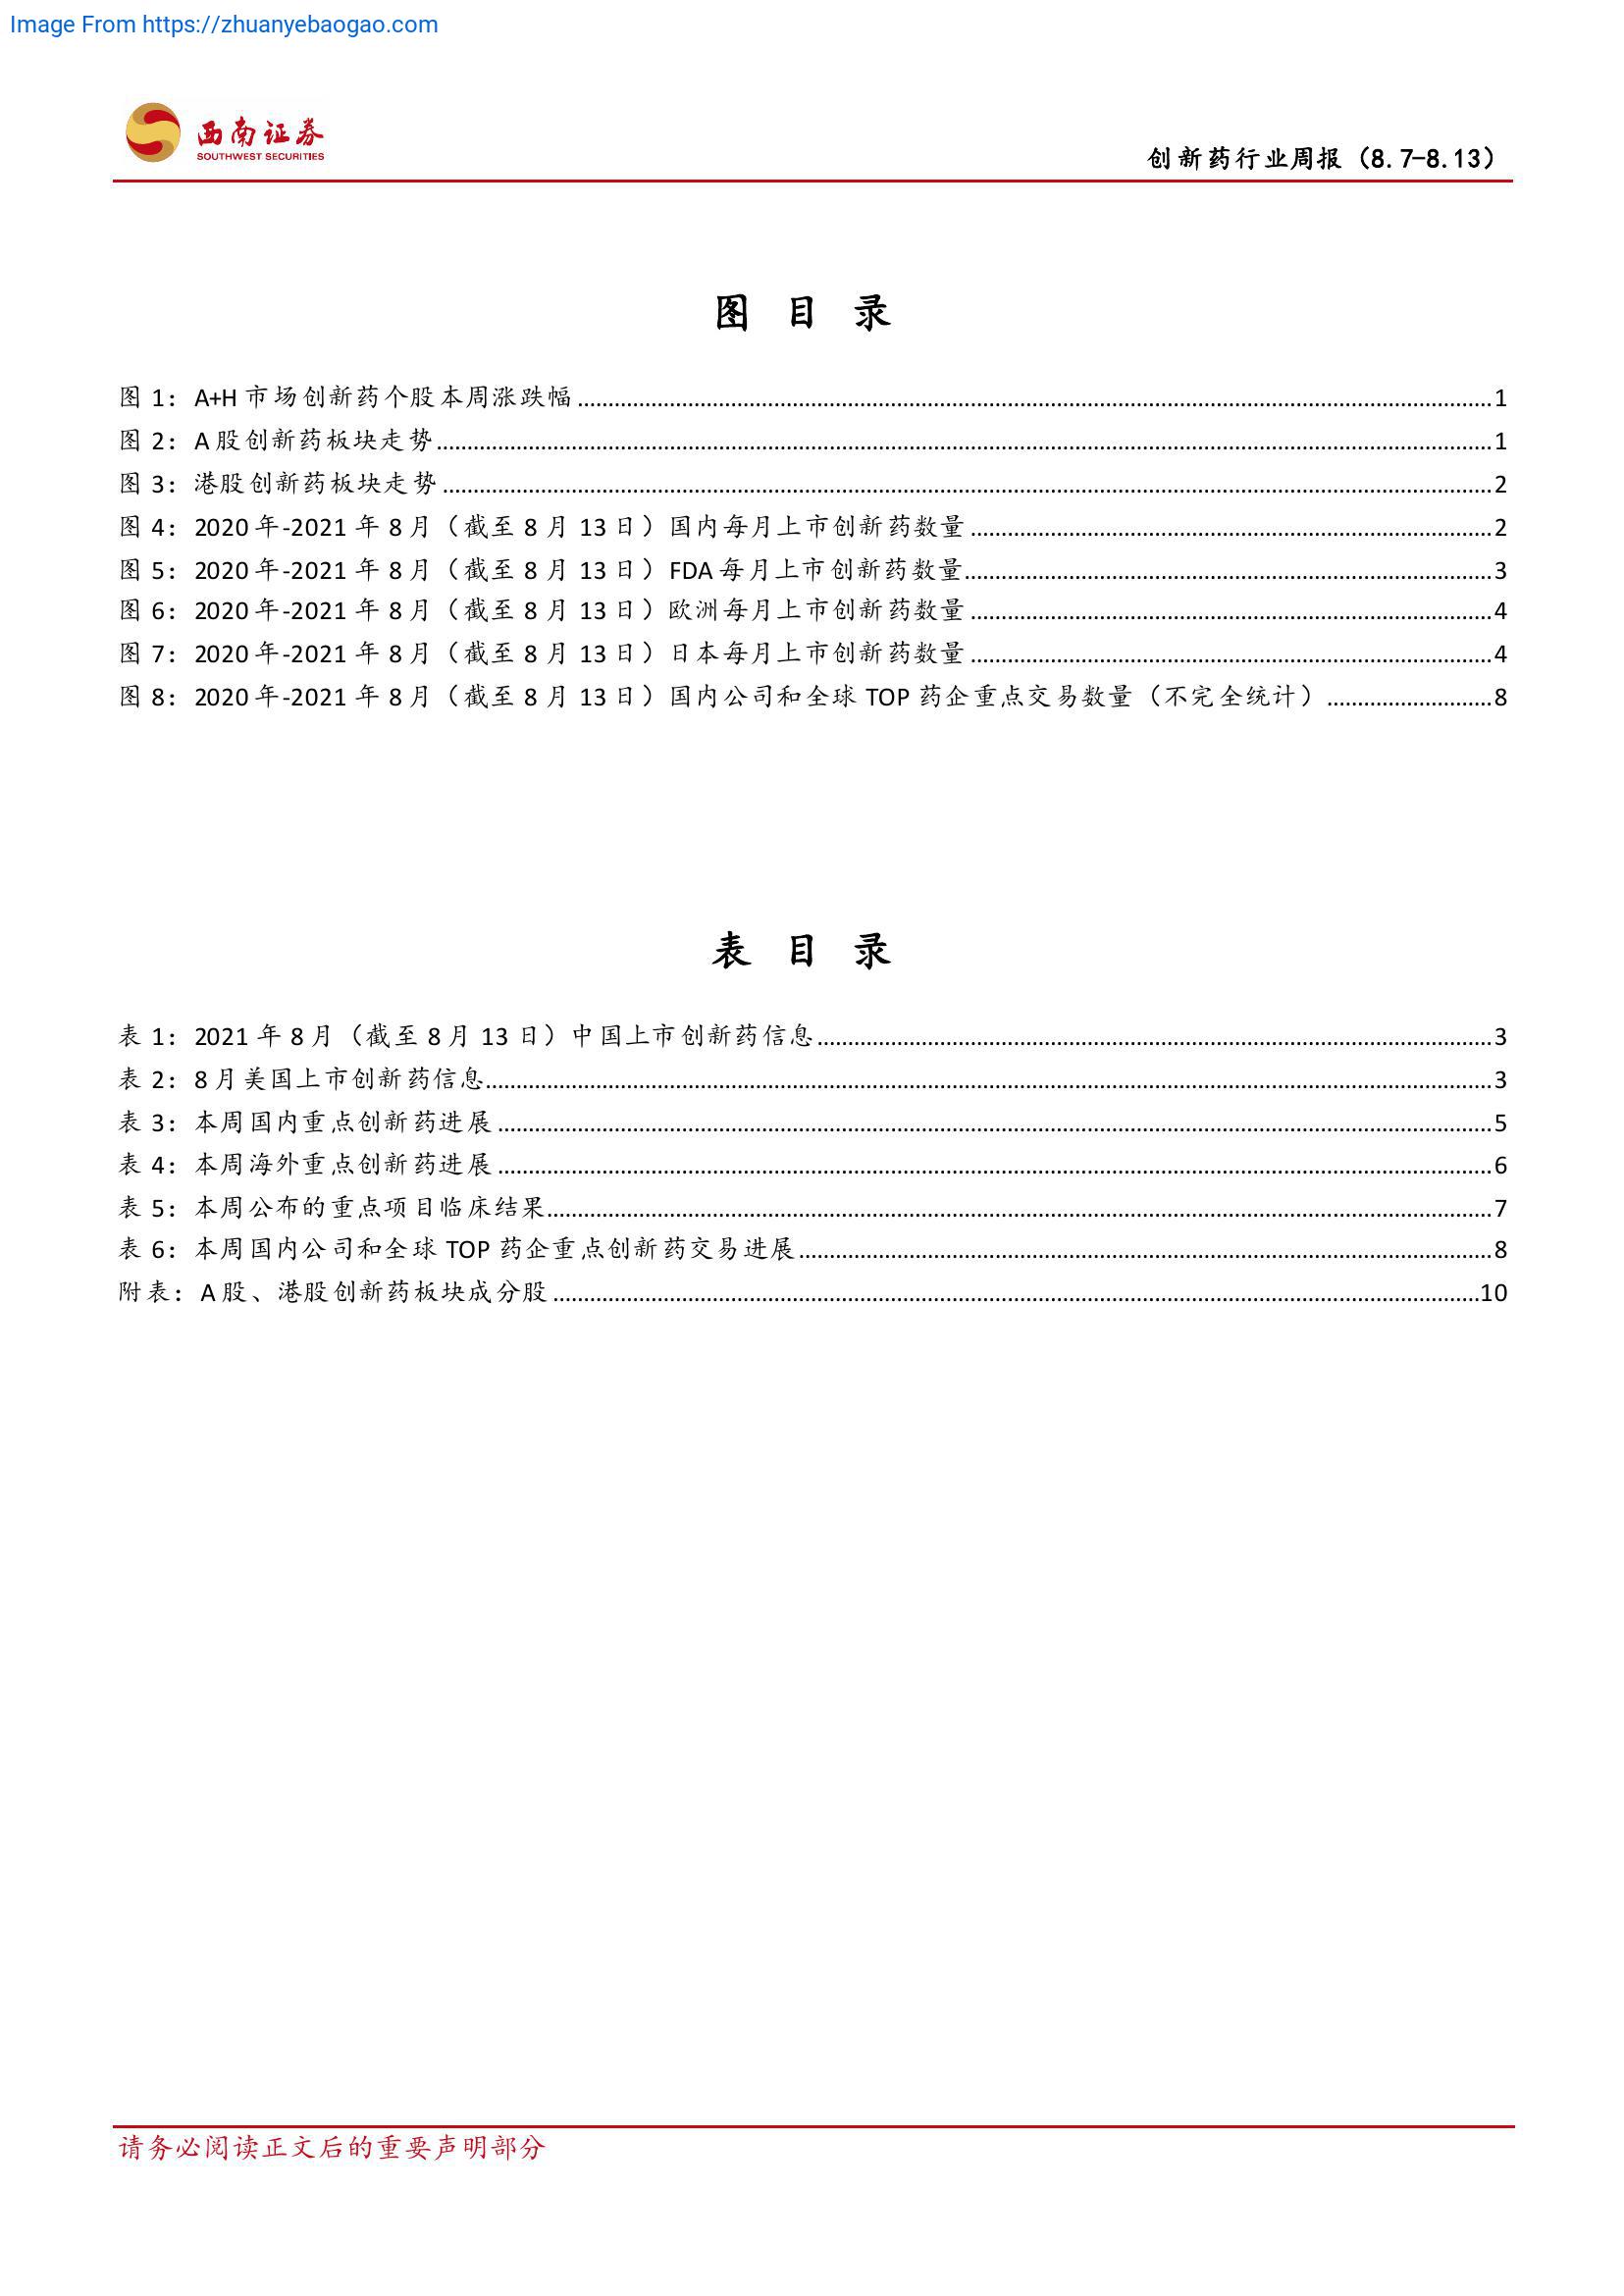 Image From https://zhuanyebaogao.com
西南证券
SOUTHWEST SECURITIES
创新药行业周报（8.7-8.13）
图 目 录
图 1：A+H 市场创新药个股本周涨跌幅 1
图 2：A 股创新药板块走势 1
图 3：港股创新药板块走势 2
图 4：2020 年-2021 年 8 月（截至 8 月 13 日）国内每月上市创新药数量 2
图 5：2020 年-2021 年 8 月（截至 8 月 13 日）FDA 每月上市创新药数量 3
图 6：2020 年-2021 年 8 月（截至 8 月 13 日）欧洲每月上市创新药数量 4
图 7：2020 年-2021 年 8 月（截至 8 月 13 日）日本每月上市创新药数量 4
图 8：2020 年-2021 年 8 月（截至 8 月 13 日）国内公司和全球 TOP 药企重点交易数量（不完全统计） 8
表 目 录
表 1：2021 年 8 月（截至 8 月 13 日）中国上市创新药信息 3
表 2：8 月美国上市创新药信息 3
表 3：本周国内重点创新药进展 5
表 4：本周海外重点创新药进展 6
表 5：本周公布的重点项目临床结果 7
表 6：本周国内公司和全球 TOP 药企重点创新药交易进展 8
附表：A 股、港股创新药板块成分股 10
请务必阅读正文后的重要声明部分